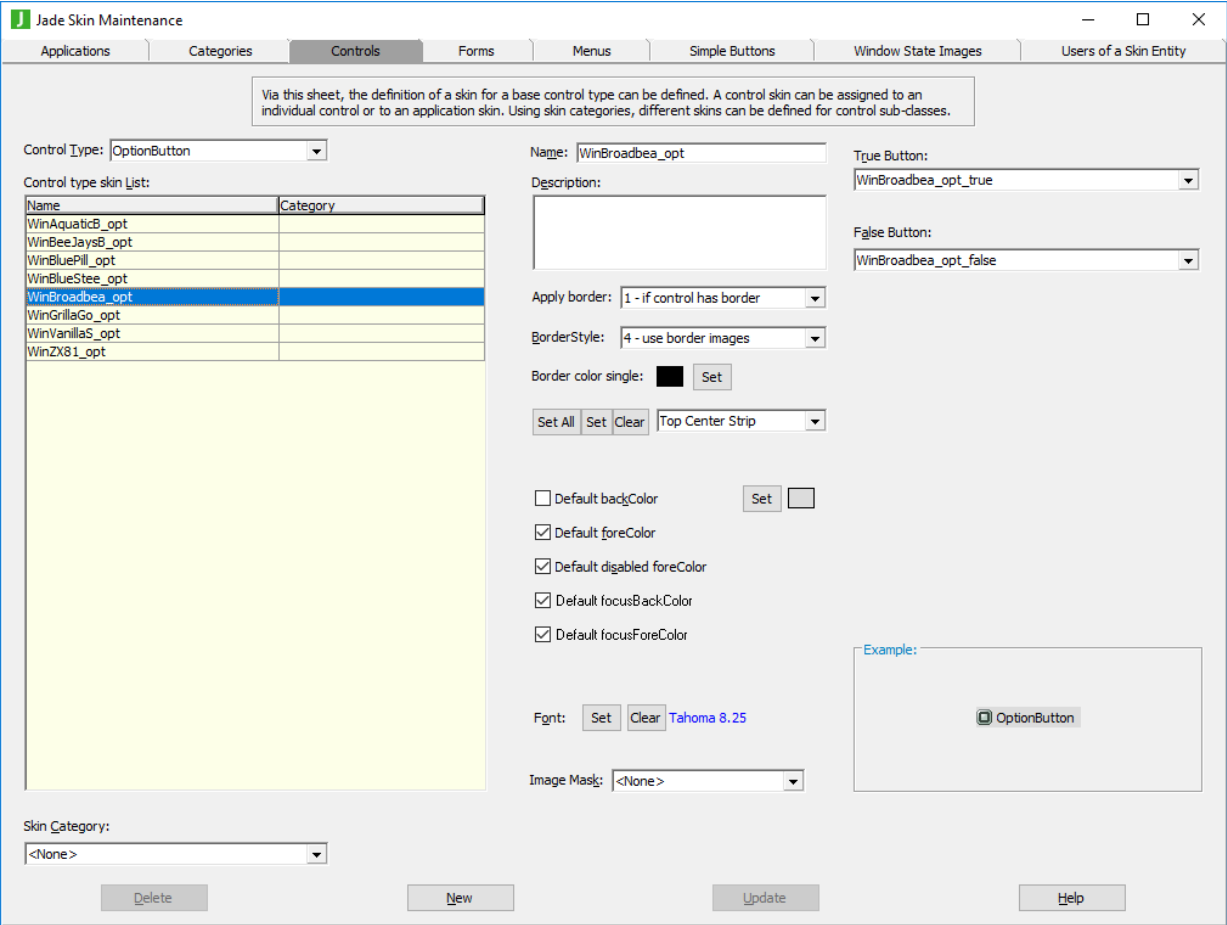 Jade Skin Maintenance
Applications Categories Controls Forms Menus Simple Buttons Window State Images Users of a Skin Entity
Via this sheet, the definition of a skin for a base control type can be defined. A control skin can be assigned to an
individual control or to an application skin. Using skin categories, different skins can be defined for control sub-classes.
Control Type: OptionButton
Control type skin List:
Name Category
WinAquaticB_opt
WinBeeJaysB_opt
WinBluePill_opt
WinBlueStee_opt
WinBroadbea_opt
WinGrillaGo_opt
WinVanillaS_opt
WinZX81_opt
Skin Category:
<None>
Name: WinBroadbea_opt
Description:
Apply border: 1 - if control has border
BorderStyle: 4 - use border images
Border color single: Set
Set All Set Clear Top Center Strip
Default backColor Set
Default foreColor
Default disabled foreColor
Default focusBackColor
Default focusForeColor
Font: Set Clear Tahoma 8.25
Image Mask: <None>
True Button:
WinBroadbea_opt_true
False Button:
WinBroadbea_opt_false
Example:
OptionButton
Delete New Update Help